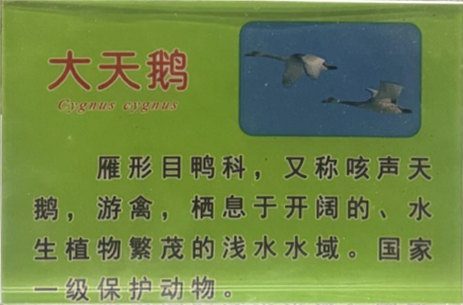 大天鹅
Cygnus cygnus
雁形目鸭科，又称咳声天
鹅，游禽，栖息于开阔的、水
生植物繁茂的浅水水域。国家
一级保护动物。